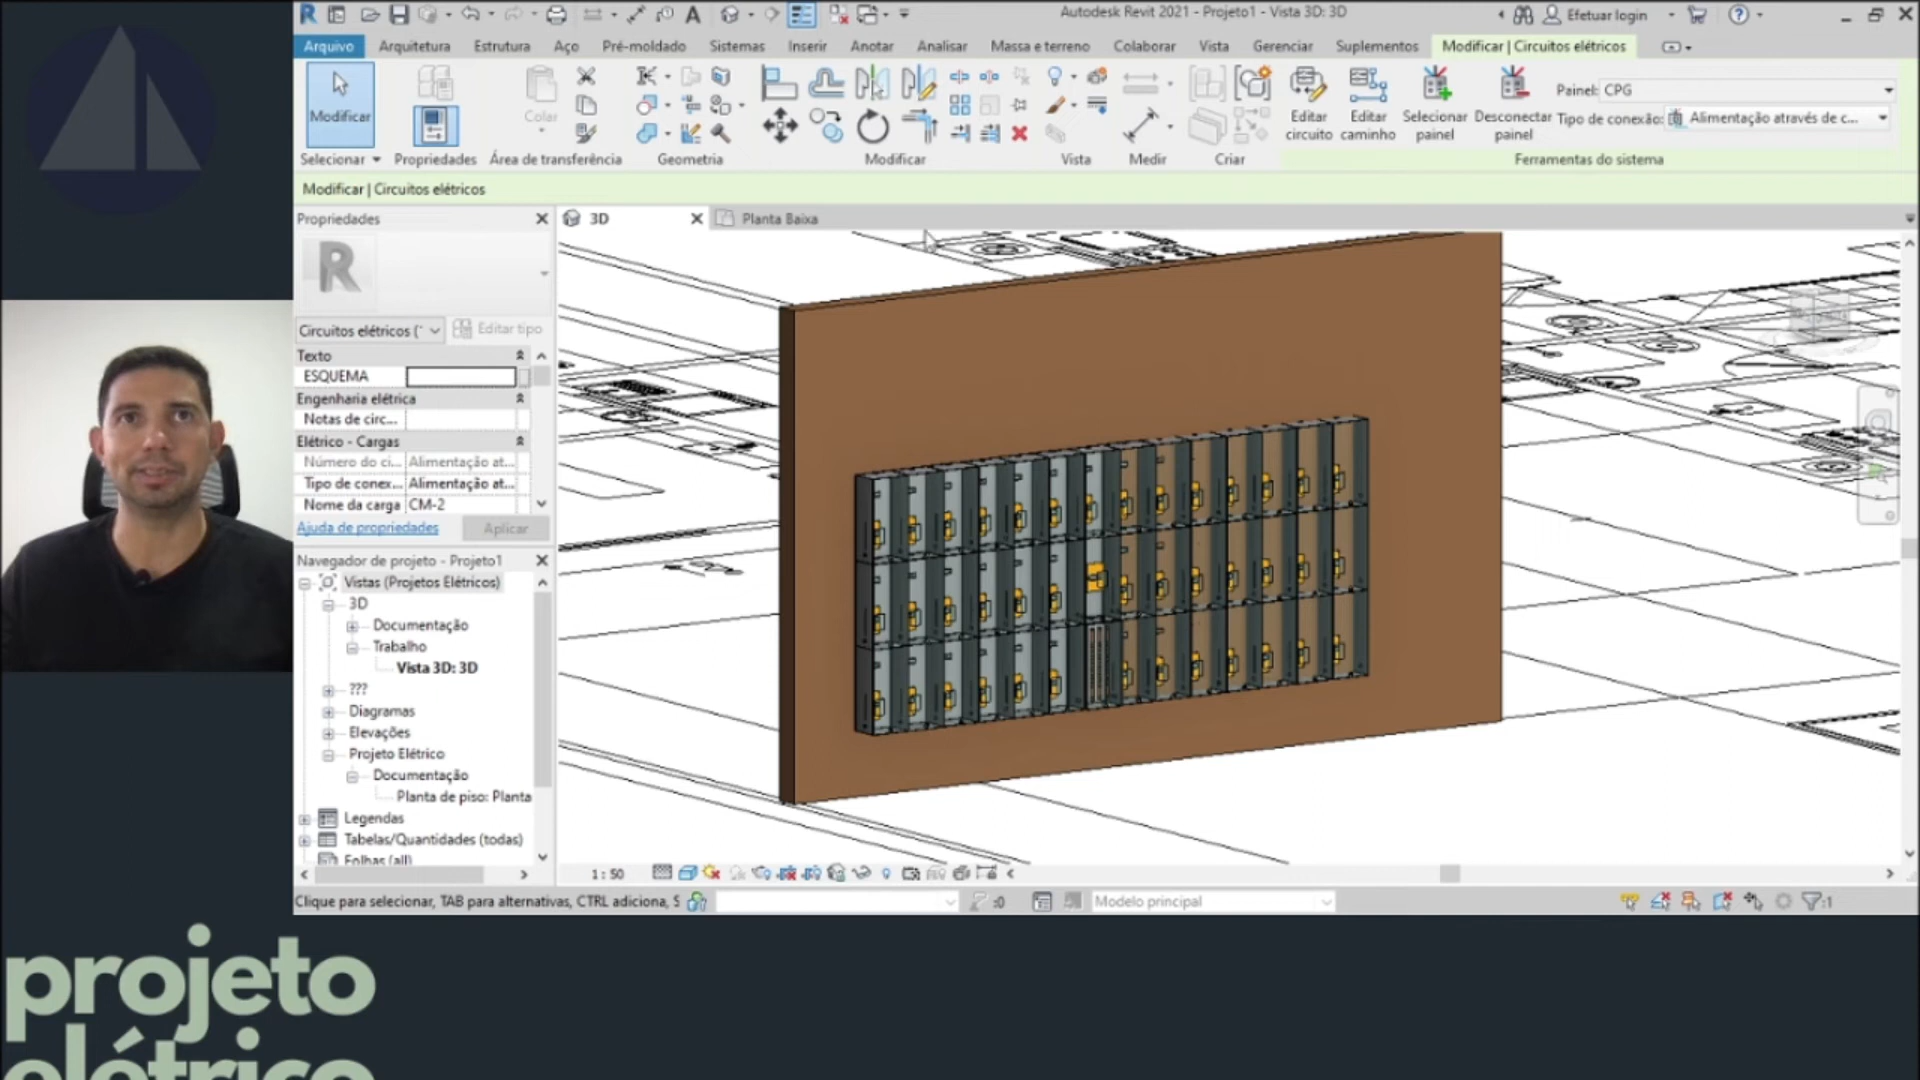 Autodesk Revit 2021 - Projeto1 - Vista 3D: 3D
Efetuar login
Arquivo Arquitetura Estrutura Aço Pré-moldado Sistemas Inserir Anotar Analisar Massa e terreno Colaborar Vista Gerenciar Suplementos Modificar | Circuitos elétricos
Modificar
Colar
Editar circuito
Editar caminho
Selecionar painel
Desconectar painel
Painel: CPG
Tipo de conexão: Alimentação através de c...
Selecionar Propriedades Área de transferência Geometria Modificar Vista Medir Criar Ferramentas do sistema
Modificar | Circuitos elétricos
Propriedades
3D
Planta Baixa
R
Circuitos elétricos (
Editar tipo
Texto
ESQUEMA
Engenharia elétrica
Notas de circ...
Elétrico - Cargas
Número do ci... Alimentação at...
Tipo de conex... Alimentação at...
Nome da carga CM-2
Ajuda de propriedades
Aplicar
Navegador de projeto - Projeto1
Vistas (Projetos Elétricos)
3D
Documentação
Trabalho
Vista 3D: 3D
???
Diagramas
Elevações
Projeto Elétrico
Documentação
Planta de piso: Planta
Legendas
Tabelas/Quantidades (todas)
Folhas (all)
1 : 50
Clique para selecionar, TAB para alternativas, CTRL adiciona, S
:0
Modelo principal
:1
projeto
elétrico